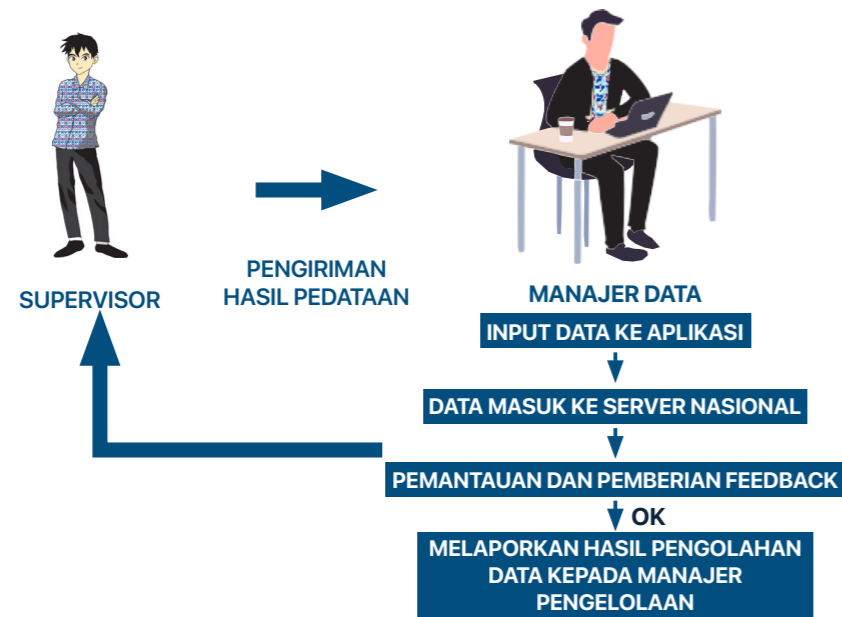 SUPERVISOR
PENGIRIMAN
HASIL PEDATAAN
MANAJER DATA
INPUT DATA KE APLIKASI
DATA MASUK KE SERVER NASIONAL
PEMANTAUAN DAN PEMBERIAN FEEDBACK
OK
MELAPORKAN HASIL PENGOLAHAN
DATA KEPADA MANAJER
PENGELOLAAN